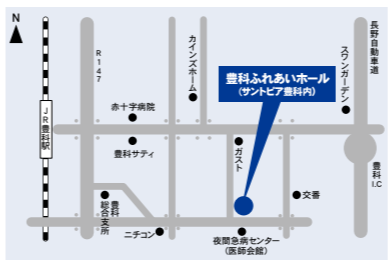 N
R147
カインズホーム
長野自動車道
スワンガーデン
豊科ふれあいホール
(サントピア豊科内)
赤十字病院
JR豊科駅
豊科サティ
ガスト
豊科I.C
豊科
総合支所
交番
ニチコン
夜間急病センター
(医師会館)